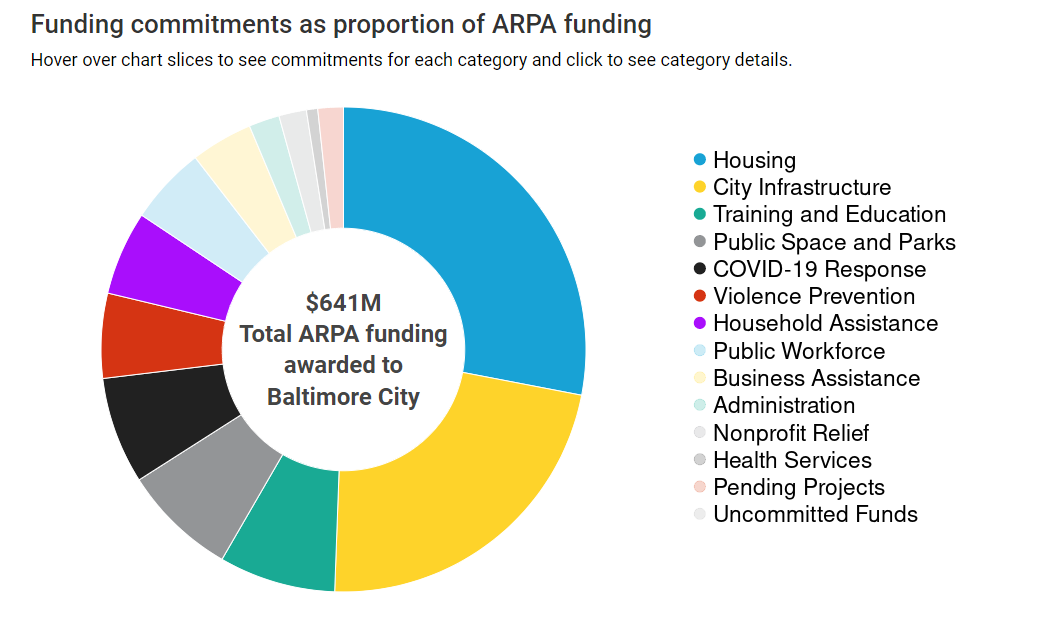 Funding commitments as proportion of ARPA funding
Hover over chart slices to see commitments for each category and click to see category details.
$641M
Total ARPA funding
awarded to
Baltimore City
Housing
City Infrastructure
Training and Education
Public Space and Parks
COVID-19 Response
Violence Prevention
Household Assistance
Public Workforce
Business Assistance
Administration
Nonprofit Relief
Health Services
Pending Projects
Uncommitted Funds